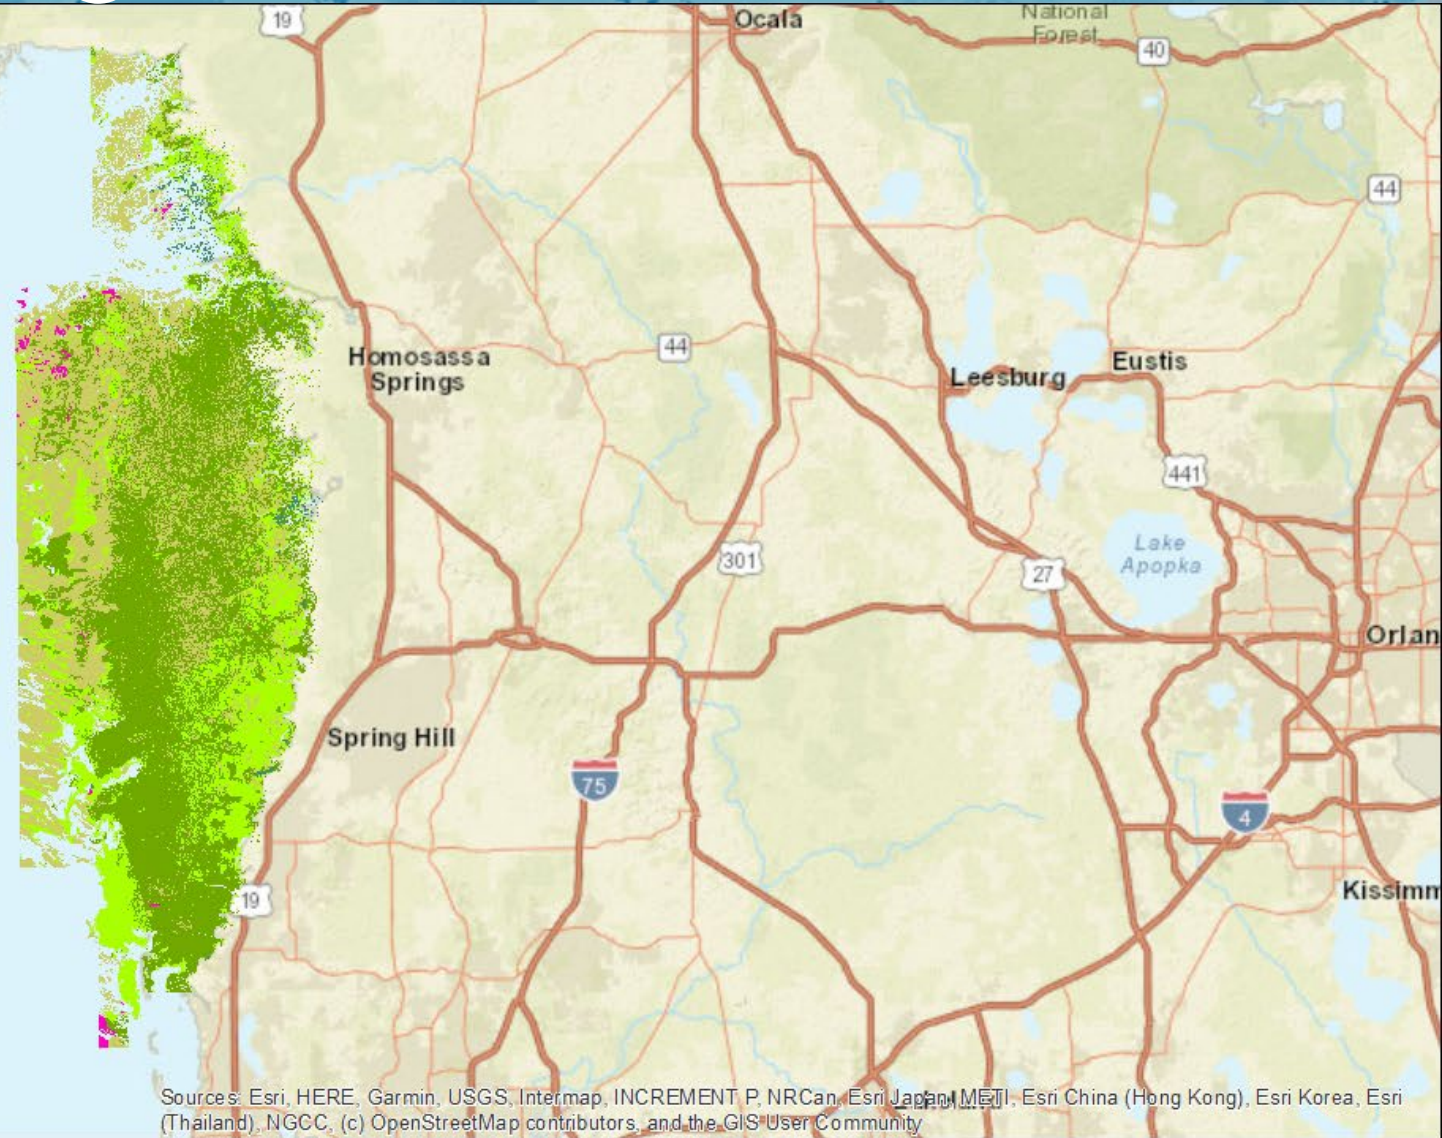 19
Ocala
National
Forest
40
44
Homosassa
Springs
44
Leesburg
Eustis
441
301
Lake
Apopka
27
Orlan
Spring Hill
75
4
19
Kissimm
Sources: Esri, HERE, Garmin, USGS, Intermap, INCREMENT P, NRCan, Esri Japan, METI, Esri China (Hong Kong), Esri Korea, Esri
(Thailand), NGCC, (c) OpenStreetMap contributors, and the GIS User Community